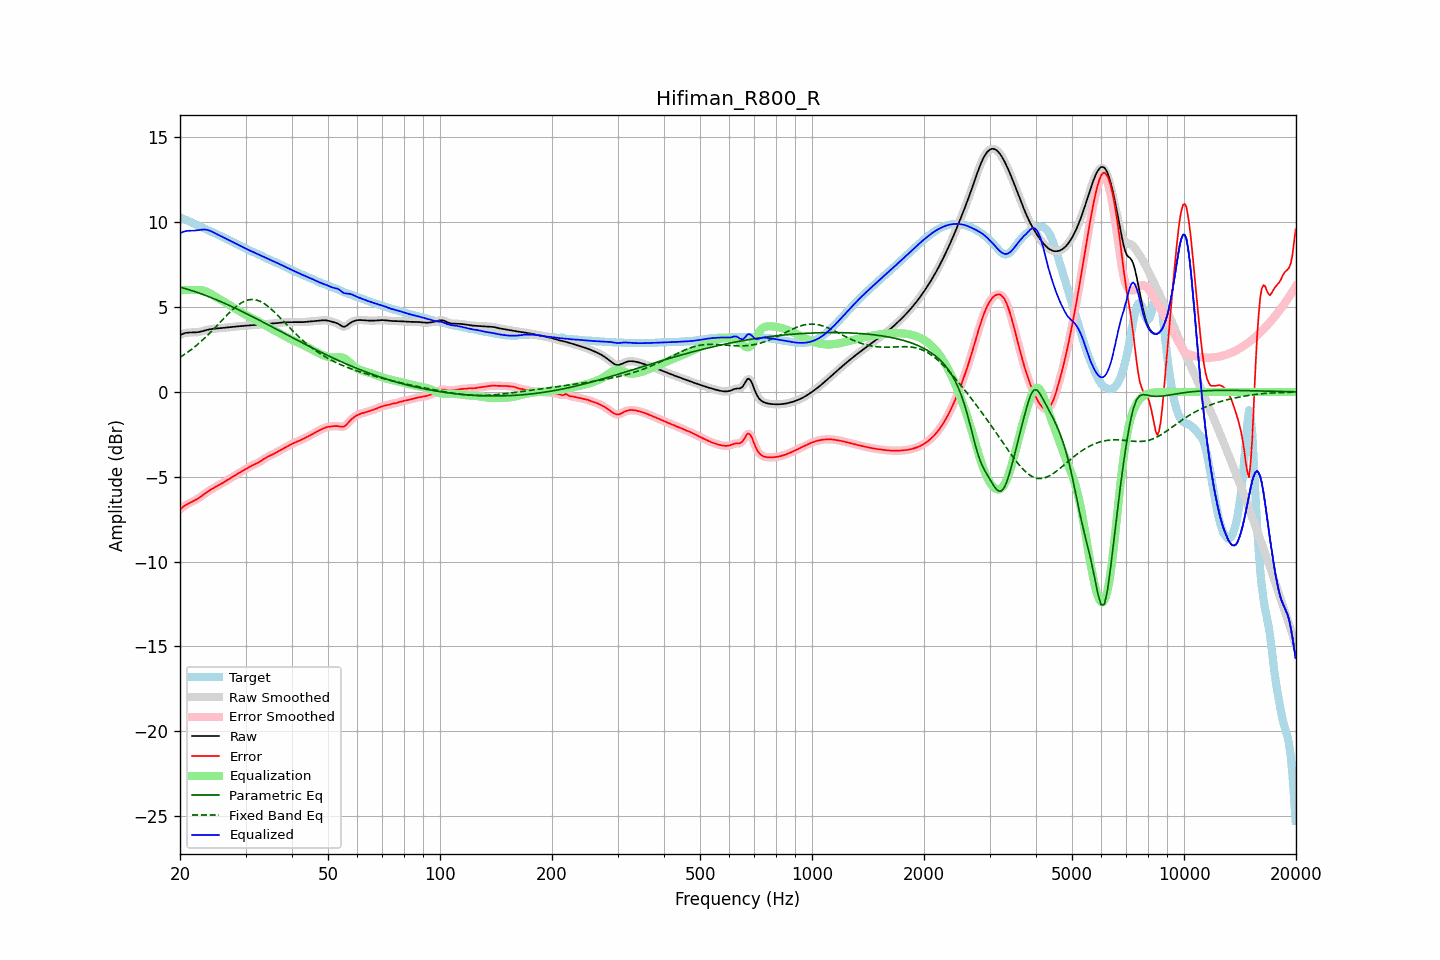 Hifiman_R800_R
15
10
5
0
−5
−10
−15
−20
−25
Amplitude (dBr)
Target
Raw Smoothed
Error Smoothed
Raw
Error
Equalization
Parametric Eq
Fixed Band Eq
Equalized
20 50 100 200 500 1000 2000 5000 10000 20000
Frequency (Hz)